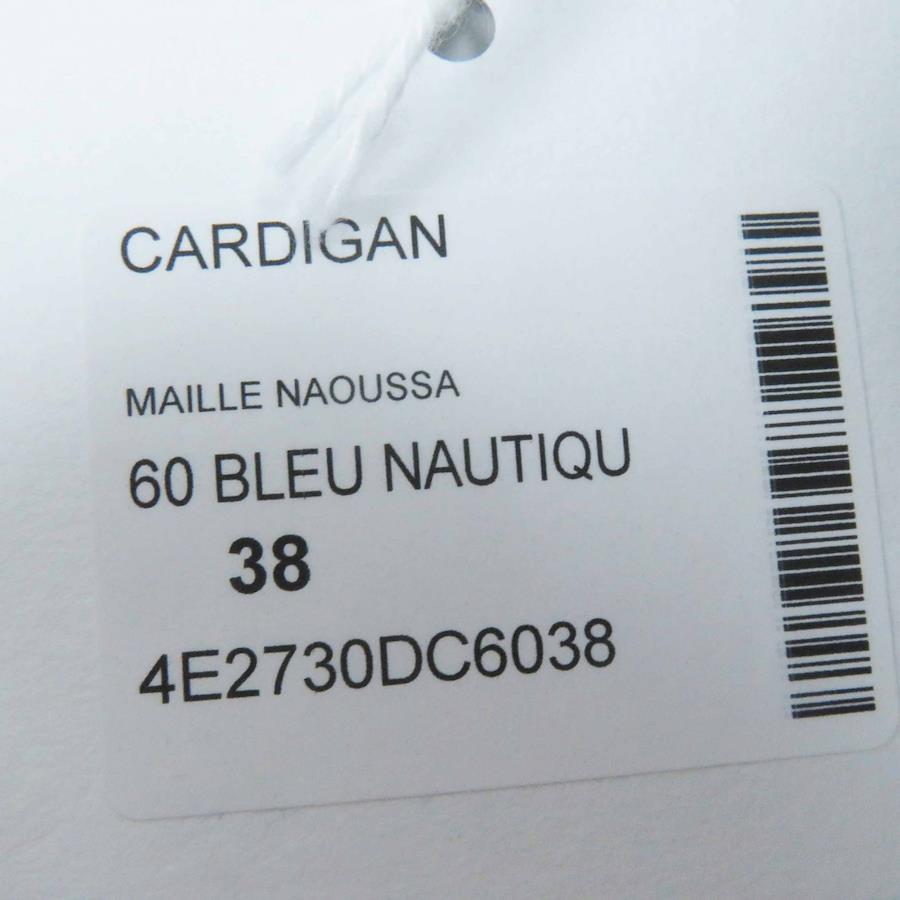 CARDIGAN
MAILLE NAOUSSA
60 BLEU NAUTIQU
38
4E2730DC6038